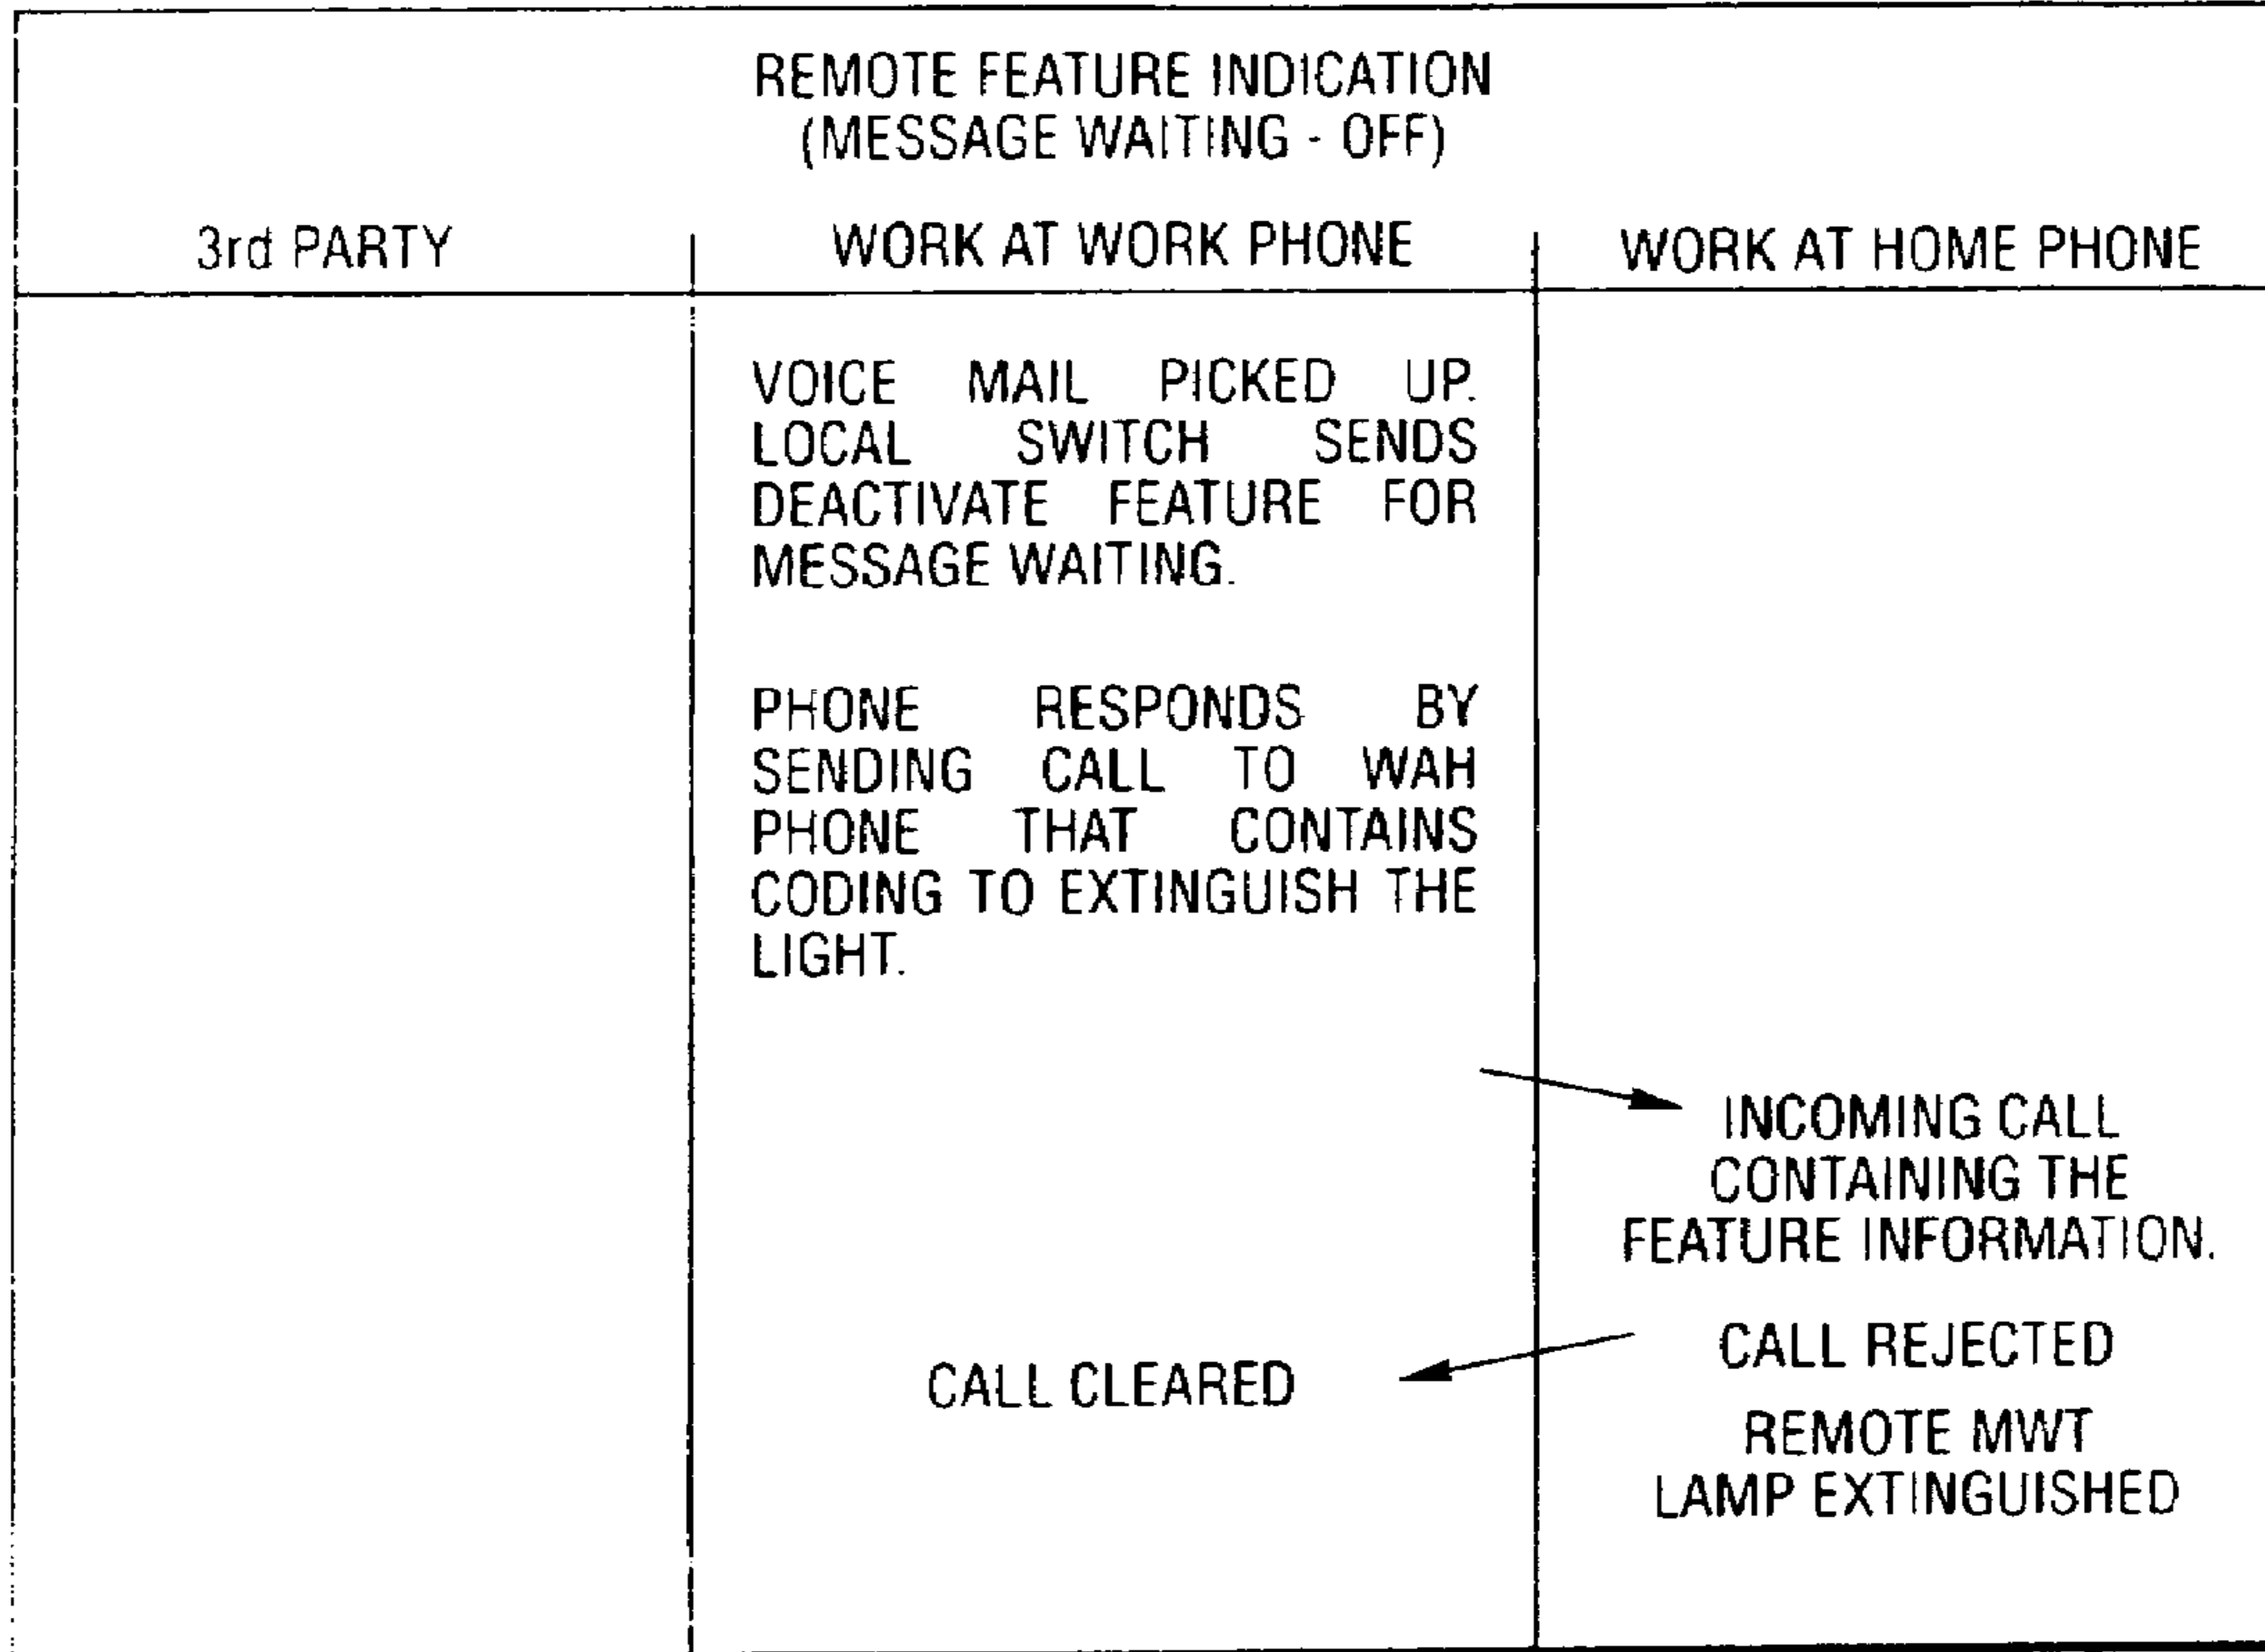 REMOTE FEATURE INDICATION
(MESSAGE WAITING - OFF)
3rd PARTY
WORK AT WORK PHONE
WORK AT HOME PHONE
VOICE MAIL PICKED UP.
LOCAL SWITCH SENDS
DEACTIVATE FEATURE FOR
MESSAGE WAITING.
PHONE RESPONDS BY
SENDING CALL TO WAH
PHONE THAT CONTAINS
CODING TO EXTINGUISH THE
LIGHT.
INCOMING CALL
CONTAINING THE
FEATURE INFORMATION.
CALL REJECTED
CALL CLEARED
REMOTE MWT
LAMP EXTINGUISHED